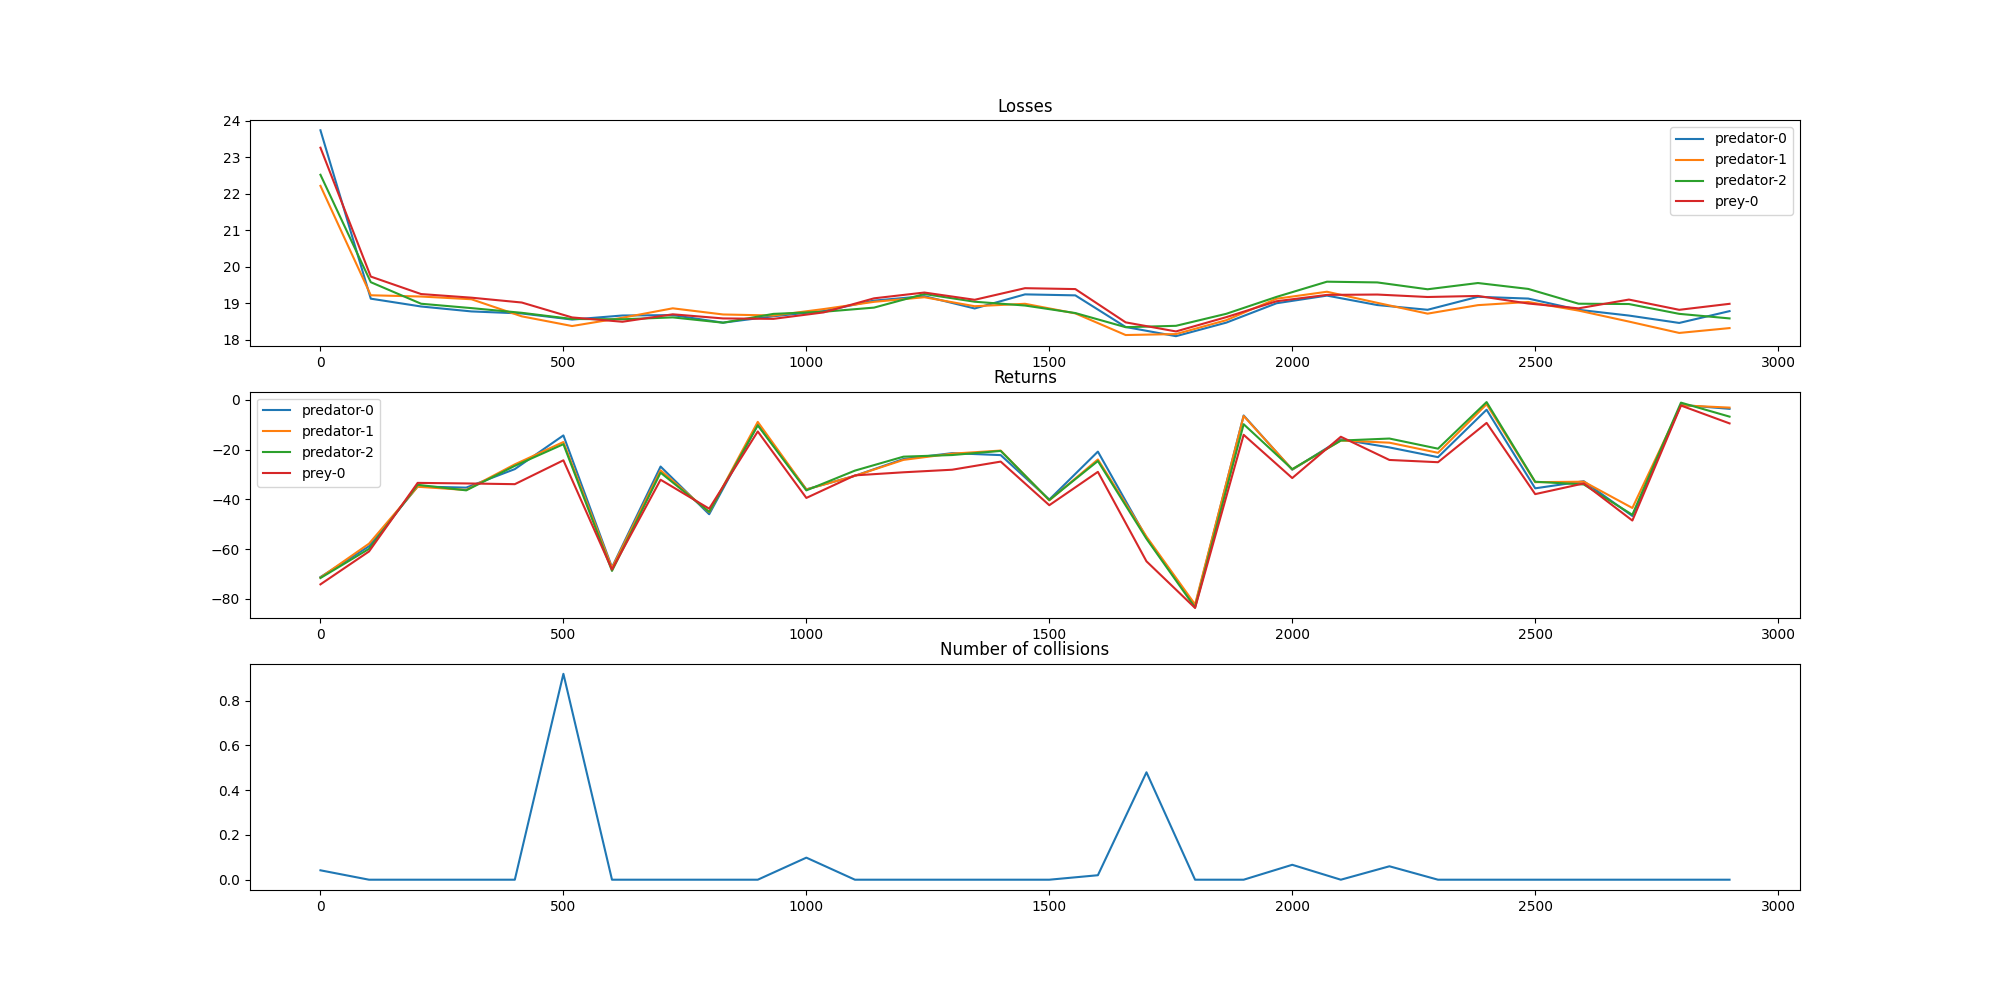 Losses
24
23
22
21
20
19
18
0 500 1000 1500 2000 2500 3000
predator-0
predator-1
predator-2
prey-0
Returns
0
−20
−40
−60
−80
0 500 1000 1500 2000 2500 3000
predator-0
predator-1
predator-2
prey-0
Number of collisions
0.8
0.6
0.4
0.2
0.0
0 500 1000 1500 2000 2500 3000